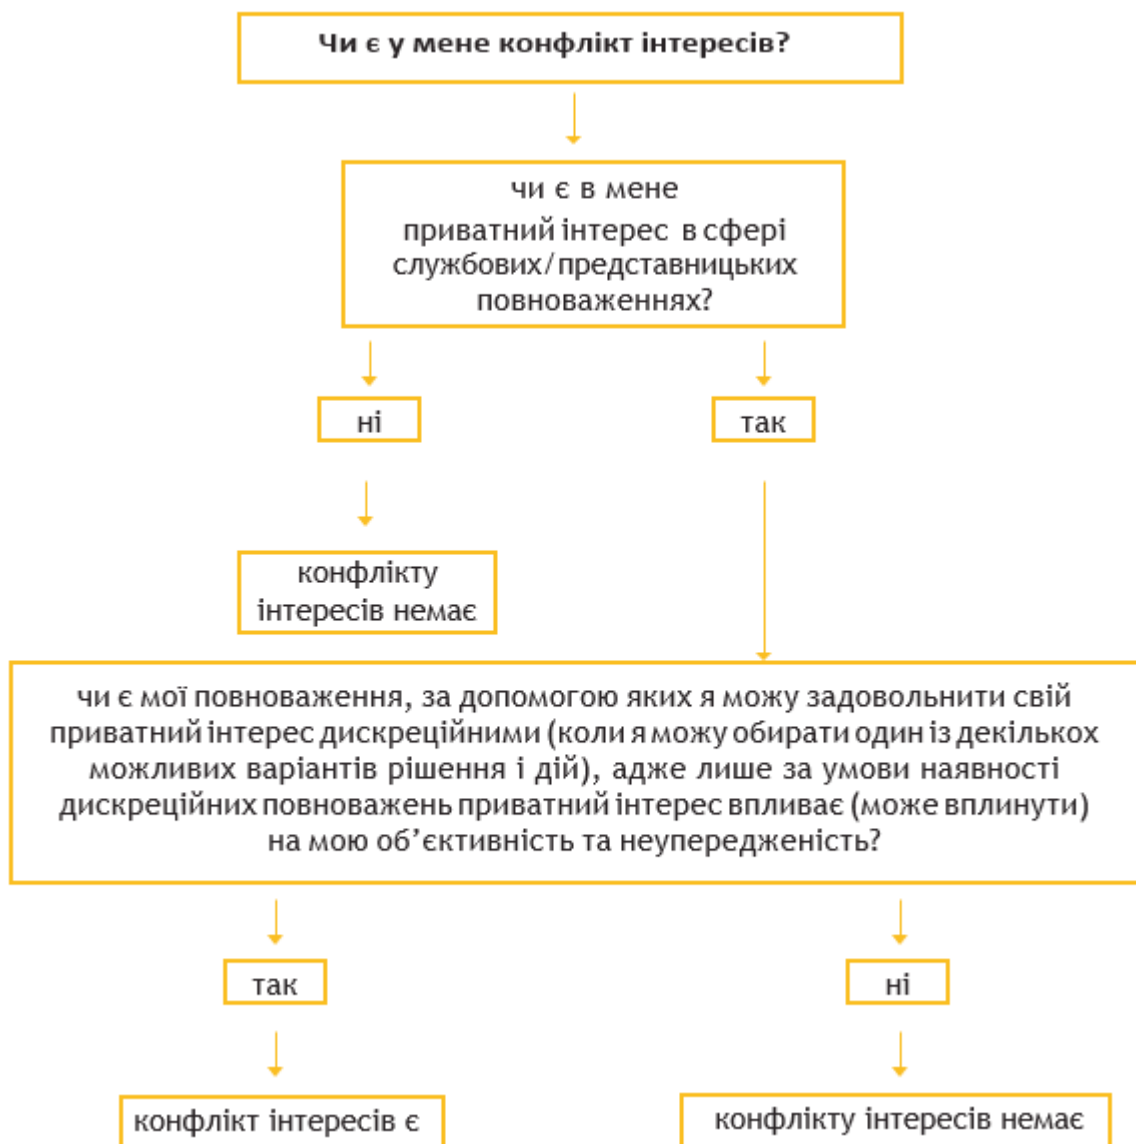 Чи є у мене конфлікт інтересів?
чи є в мене
приватний інтерес в сфері
службових/представницьких
повноваженнях?
ні
так
конфлікту
інтересів немає
чи є мої повноваження, за допомогою яких я можу задовольнити свій
приватний інтерес дискреційними (коли я можу обирати один із декількох
можливих варіантів рішення і дій), адже лише за умови наявності
дискреційних повноважень приватний інтерес впливає (може вплинути)
на мою об’єктивність та неупередженість?
так
ні
конфлікт інтересів є
конфлікту інтересів немає